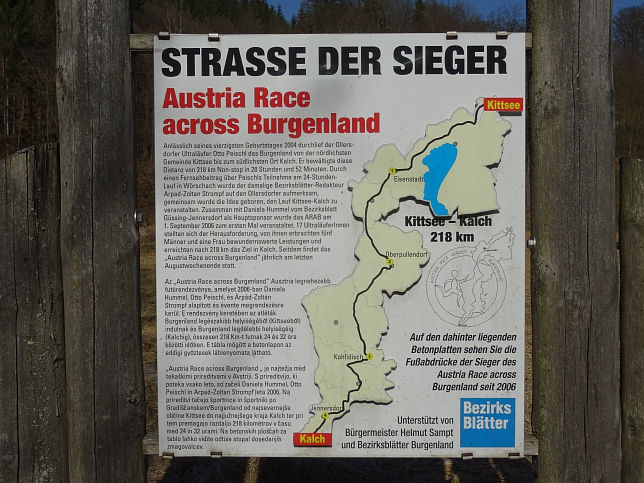 STRASSE DER SIEGER
Austria Race
across Burgenland
Anlässlich seines vierzigsten Geburtstages 2004 durchlief der Ollers-
dorfer Ultraläufer Otto Peischl das Burgenland von der nördlichsten
Gemeinde Kittsee bis zum südlichsten Ort Kalch. Er bewältigte diese
Distanz von 218 km Non-stop in 28 Stunden und 52 Minuten. Durch
einen Fernsehbeitrag über Peischls Teilnahme am 24-Stunden-
Lauf in Wörschach wurde der damalige Bezirksblätter-Redakteur
Arpad-Zoltan Strompf auf den Ollersdorfer aufmerksam,
gemeinsam wurde die Idee geboren, den Lauf Kittsee-Kalch zu
veranstalten. Zusammen mit Daniela Hummel vom Bezirksblatt
Güssing-Jennersdorf als Hauptsponsor wurde das ARAB am
1. September 2006 zum ersten Mal veranstaltet. 17 UltraläuferInnen
stellten sich der Herausforderung, von ihnen erbrachten fünf
Männer und eine Frau bewundernswerte Leistungen und
erreichten nach 218 km das Ziel in Kalch. Seitdem findet das
„Austria Race across Burgenland" jährlich am letzten
Augustwochenende statt.
Az „Austria Race across Burgenland" Ausztria legnehezebb
futórendezvénye, amelyet 2006-ban Daniela
Hummel, Otto Peischl, és Árpád-Zoltán
Strompf alapított és évente megrendezésre
kerül. E rendezvény keretében az atléták
Burgenland legészakibb helyiségéből (Kittseeből)
indulnak és Burgenland legdélebbi helyiségéig
(Kalchig), összesen 218 Km-t futnak 24 és 32 óra
közötti időben. E tábla mögött a betonlapon az
eddigi győztesek láblenyomata látható.
„Austria Race across Burgenland „ je najtežja med
tekaškimi prireditvami v Avstriji. S prireditvijo, ki
poteka vsako leto, so začeli Daniela Hummel, Otto
Peischl in Arpad-Zoltan Strompf leta 2006. Na
prireditvi tečejo športnice in športniki po
Gradiščanskem/Burgenland od najsevernejše
občine Kittsee do najjužnejšega kraja Kalch ter pri
tem premagajo razdaljo 218 kilometrov v času
med 24 in 32 urami. Na betonskih ploščah za
tablo lahko vidite odtise stopal dosedanjih
zmagovalcev.
Kittsee
1
Eisenstadt
Kittsee – Kalch
218 km
Oberpullendorf
2
Kohfidisch
3
Jennersdorf
4
Kalch
Auf den dahinter liegenden
Betonplatten sehen Sie die
Fußabdrücke der Sieger des
Austria Race across
Burgenland seit 2006
Unterstützt von
Bürgermeister Helmut Sampt
und Bezirksblätter Burgenland
Bezirks
Blätter